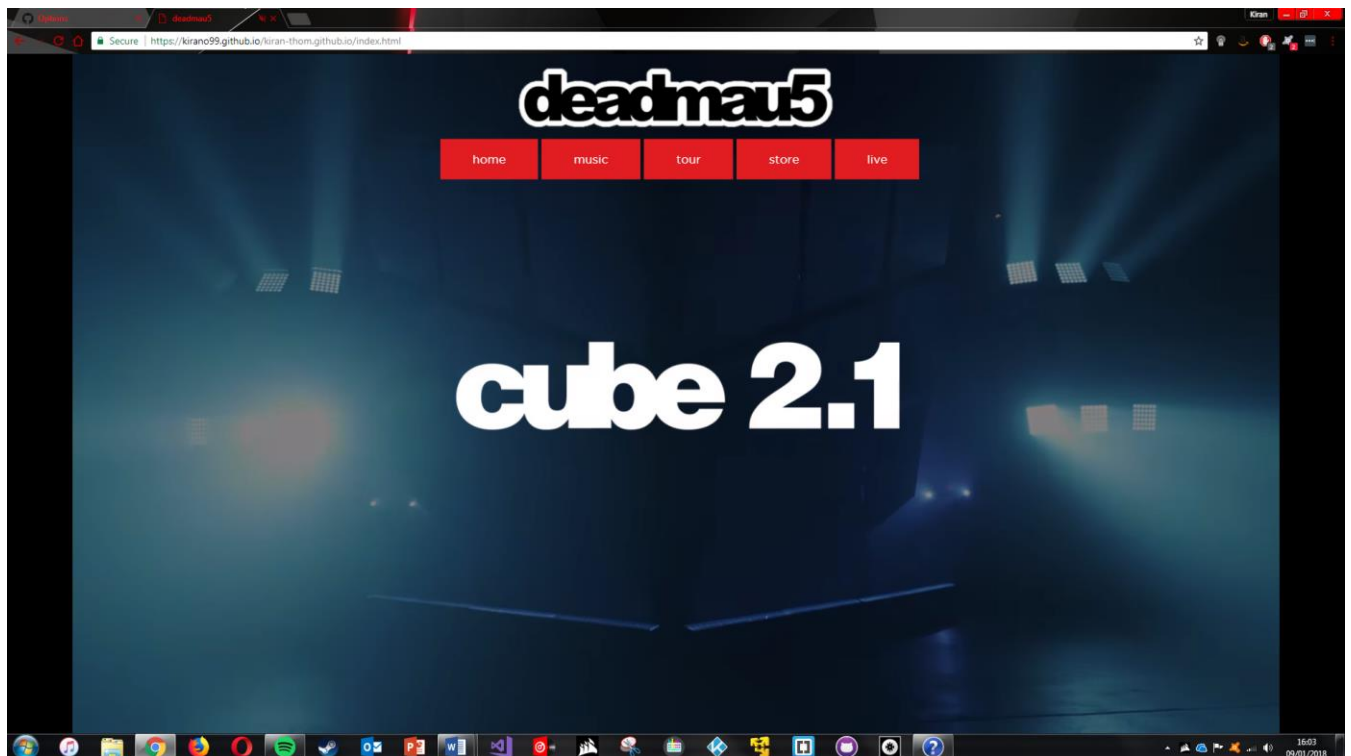 Options
deadmau5
Kiran
Secure
https://kirano99.github.io/kiran-thom.github.io/index.html
deadmau5
home
music
tour
store
live
cube 2.1
16:03
09/01/2018